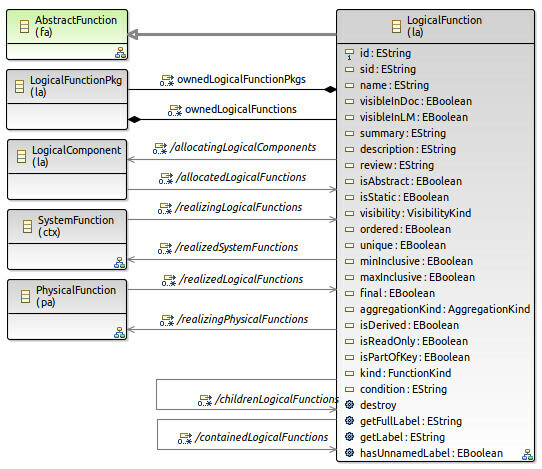 AbstractFunction
(fa)
LogicalFunctionPkg
(la)
LogicalComponent
(la)
SystemFunction
(ctx)
PhysicalFunction
(pa)
0..* ownedLogicalFunctionPkgs
0..* ownedLogicalFunctions
0..* /allocatingLogicalComponents
0..* /allocatedLogicalFunctions
0..* /realizingLogicalFunctions
0..* /realizedSystemFunctions
0..* /realizedLogicalFunctions
0..* /realizingPhysicalFunctions
0..* /childrenLogicalFunctions
0..* /containedLogicalFunctions
LogicalFunction
(la)
id : EString
sid : EString
name : EString
visibleInDoc : EBoolean
visibleInLM : EBoolean
summary : EString
description : EString
review : EString
isAbstract : EBoolean
isStatic : EBoolean
visibility : VisibilityKind
ordered : EBoolean
unique : EBoolean
minInclusive : EBoolean
maxInclusive : EBoolean
final : EBoolean
aggregationKind : AggregationKind
isDerived : EBoolean
isReadOnly : EBoolean
isPartOfKey : EBoolean
kind : FunctionKind
condition : EString
destroy
getFullLabel : EString
getLabel : EString
hasUnnamedLabel : EBoolean